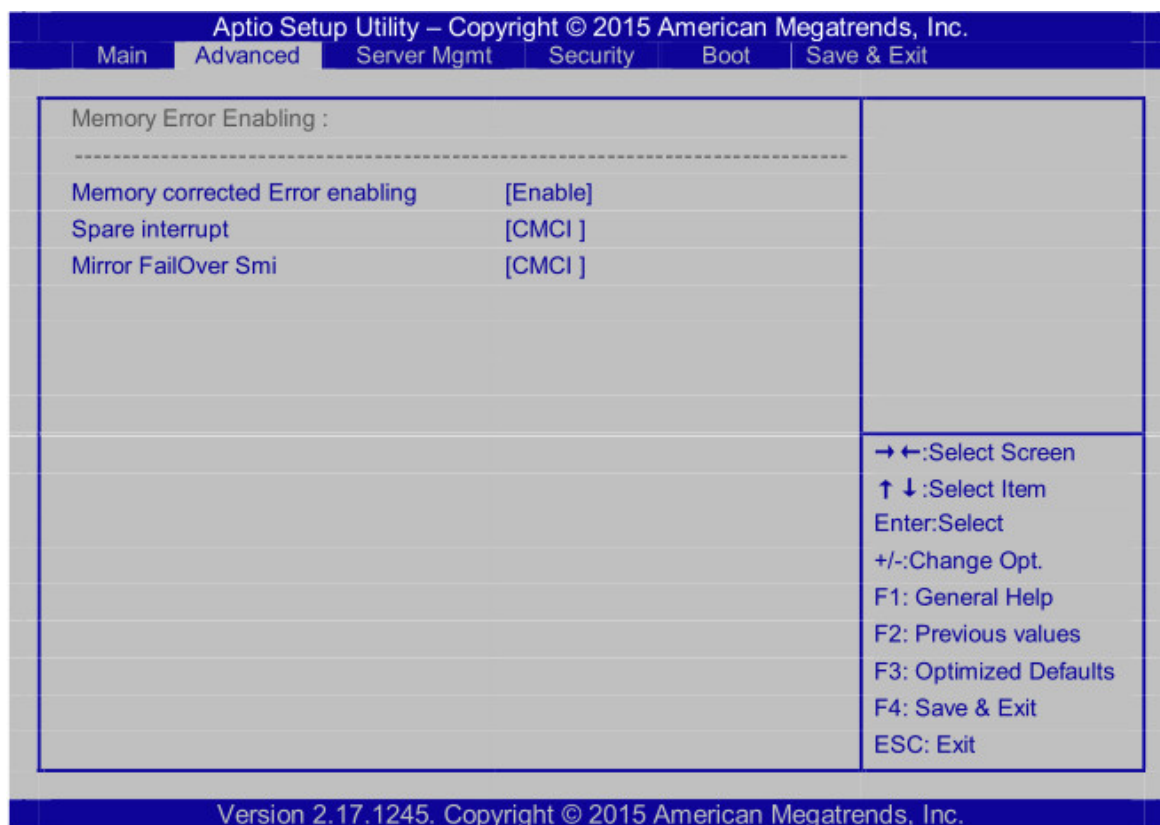 Aptio Setup Utility – Copyright © 2015 American Megatrends, Inc.
Main Advanced Server Mgmt Security Boot Save & Exit
Memory Error Enabling :
--------------------------------------------------------------------------------
Memory corrected Error enabling [Enable]
Spare interrupt [CMCI ]
Mirror FailOver Smi [CMCI ]
→ ←:Select Screen
↑ ↓ :Select Item
Enter:Select
+/-:Change Opt.
F1: General Help
F2: Previous values
F3: Optimized Defaults
F4: Save & Exit
ESC: Exit
Version 2.17.1245. Copyright © 2015 American Megatrends, Inc.